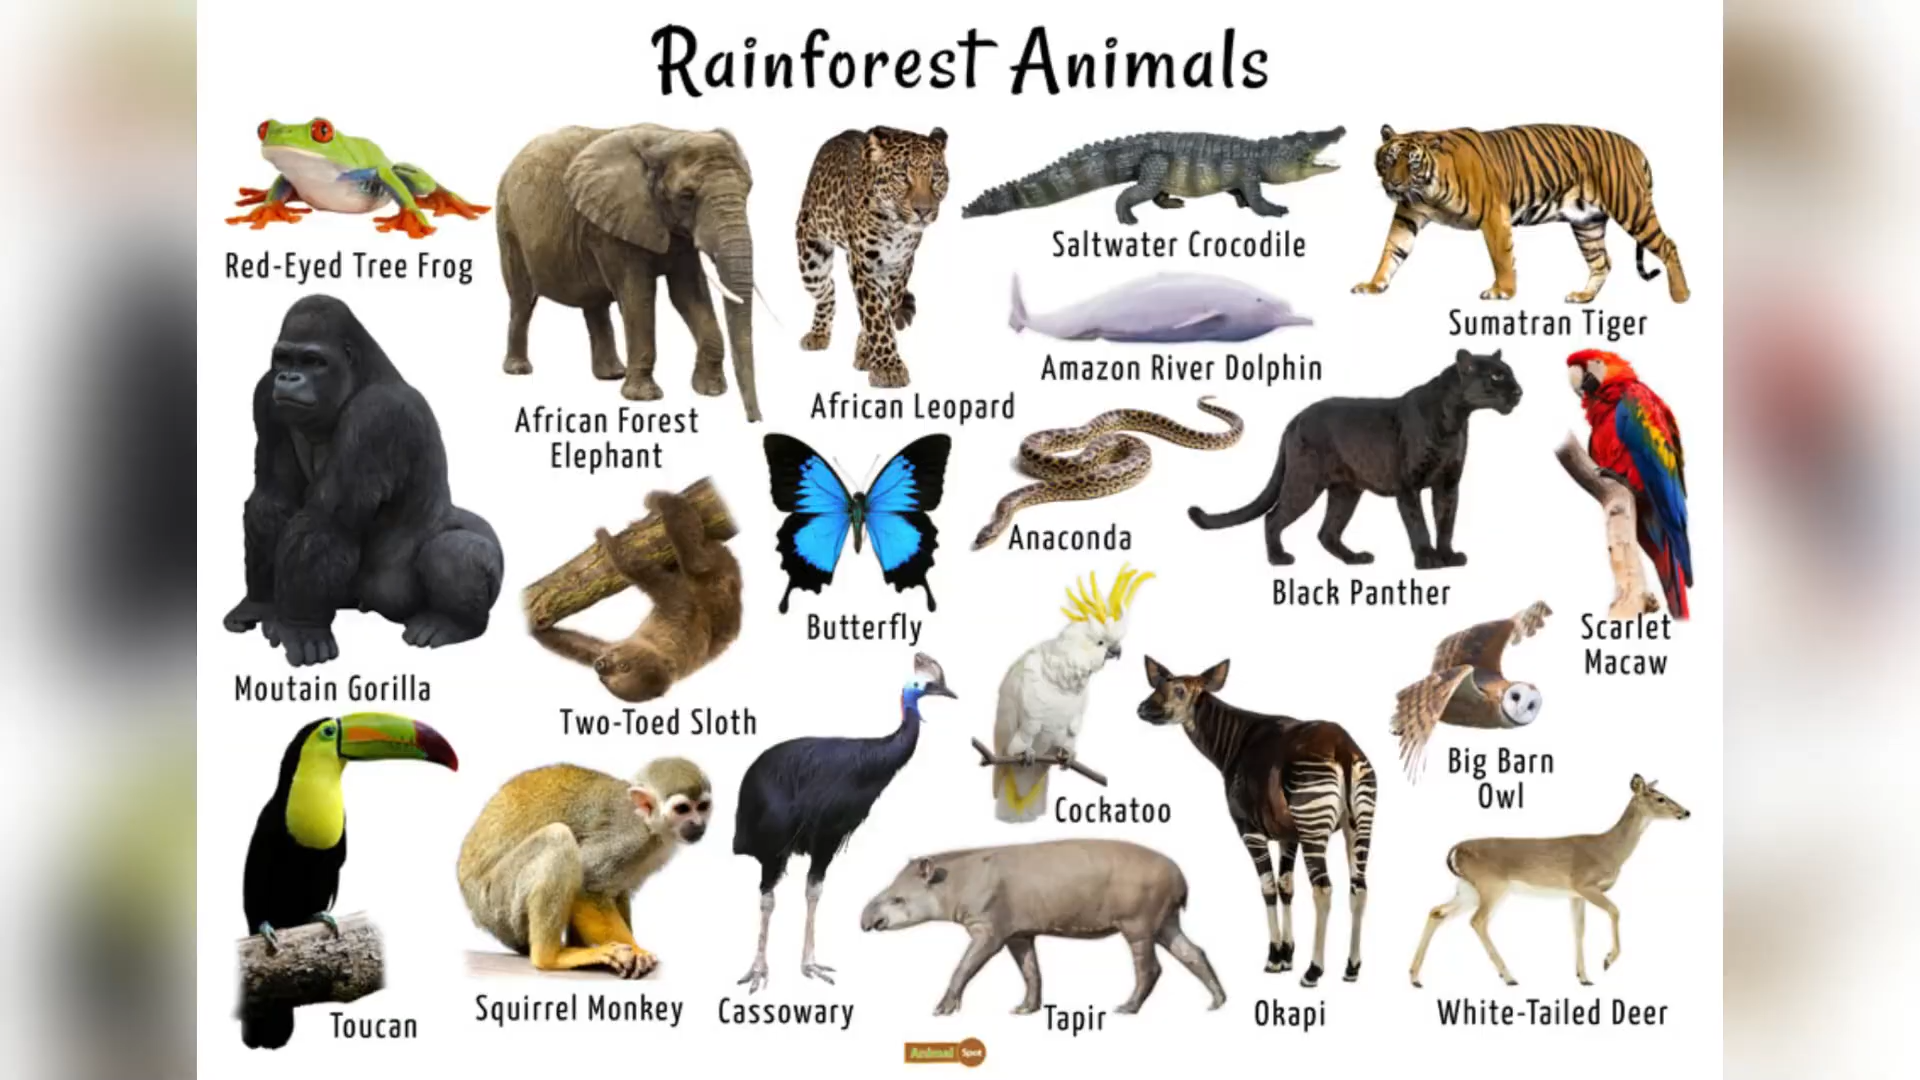 Rainforest Animals
Red-Eyed Tree Frog
African Forest
Elephant
African Leopard
Saltwater Crocodile
Amazon River Dolphin
Sumatran Tiger
Moutain Gorilla
Two-Toed Sloth
Butterfly
Anaconda
Black Panther
Scarlet
Macaw
Toucan
Squirrel Monkey
Cassowary
Cockatoo
Tapir
Okapi
Big Barn
Owl
White-Tailed Deer
Animal Spot